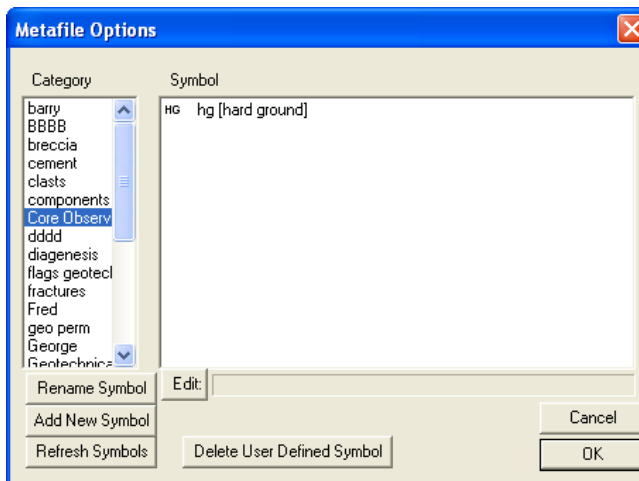 Metafile Options
Category
Symbol
barry
BBBB
breccia
cement
clasts
components
Core Observ
dddd
diagenesis
flags geotecl
fractures
Fred
geo perm
George
Geotechnica
HG hg [hard ground]
Rename Symbol
Edit:
Add New Symbol
Cancel
Refresh Symbols
Delete User Defined Symbol
OK